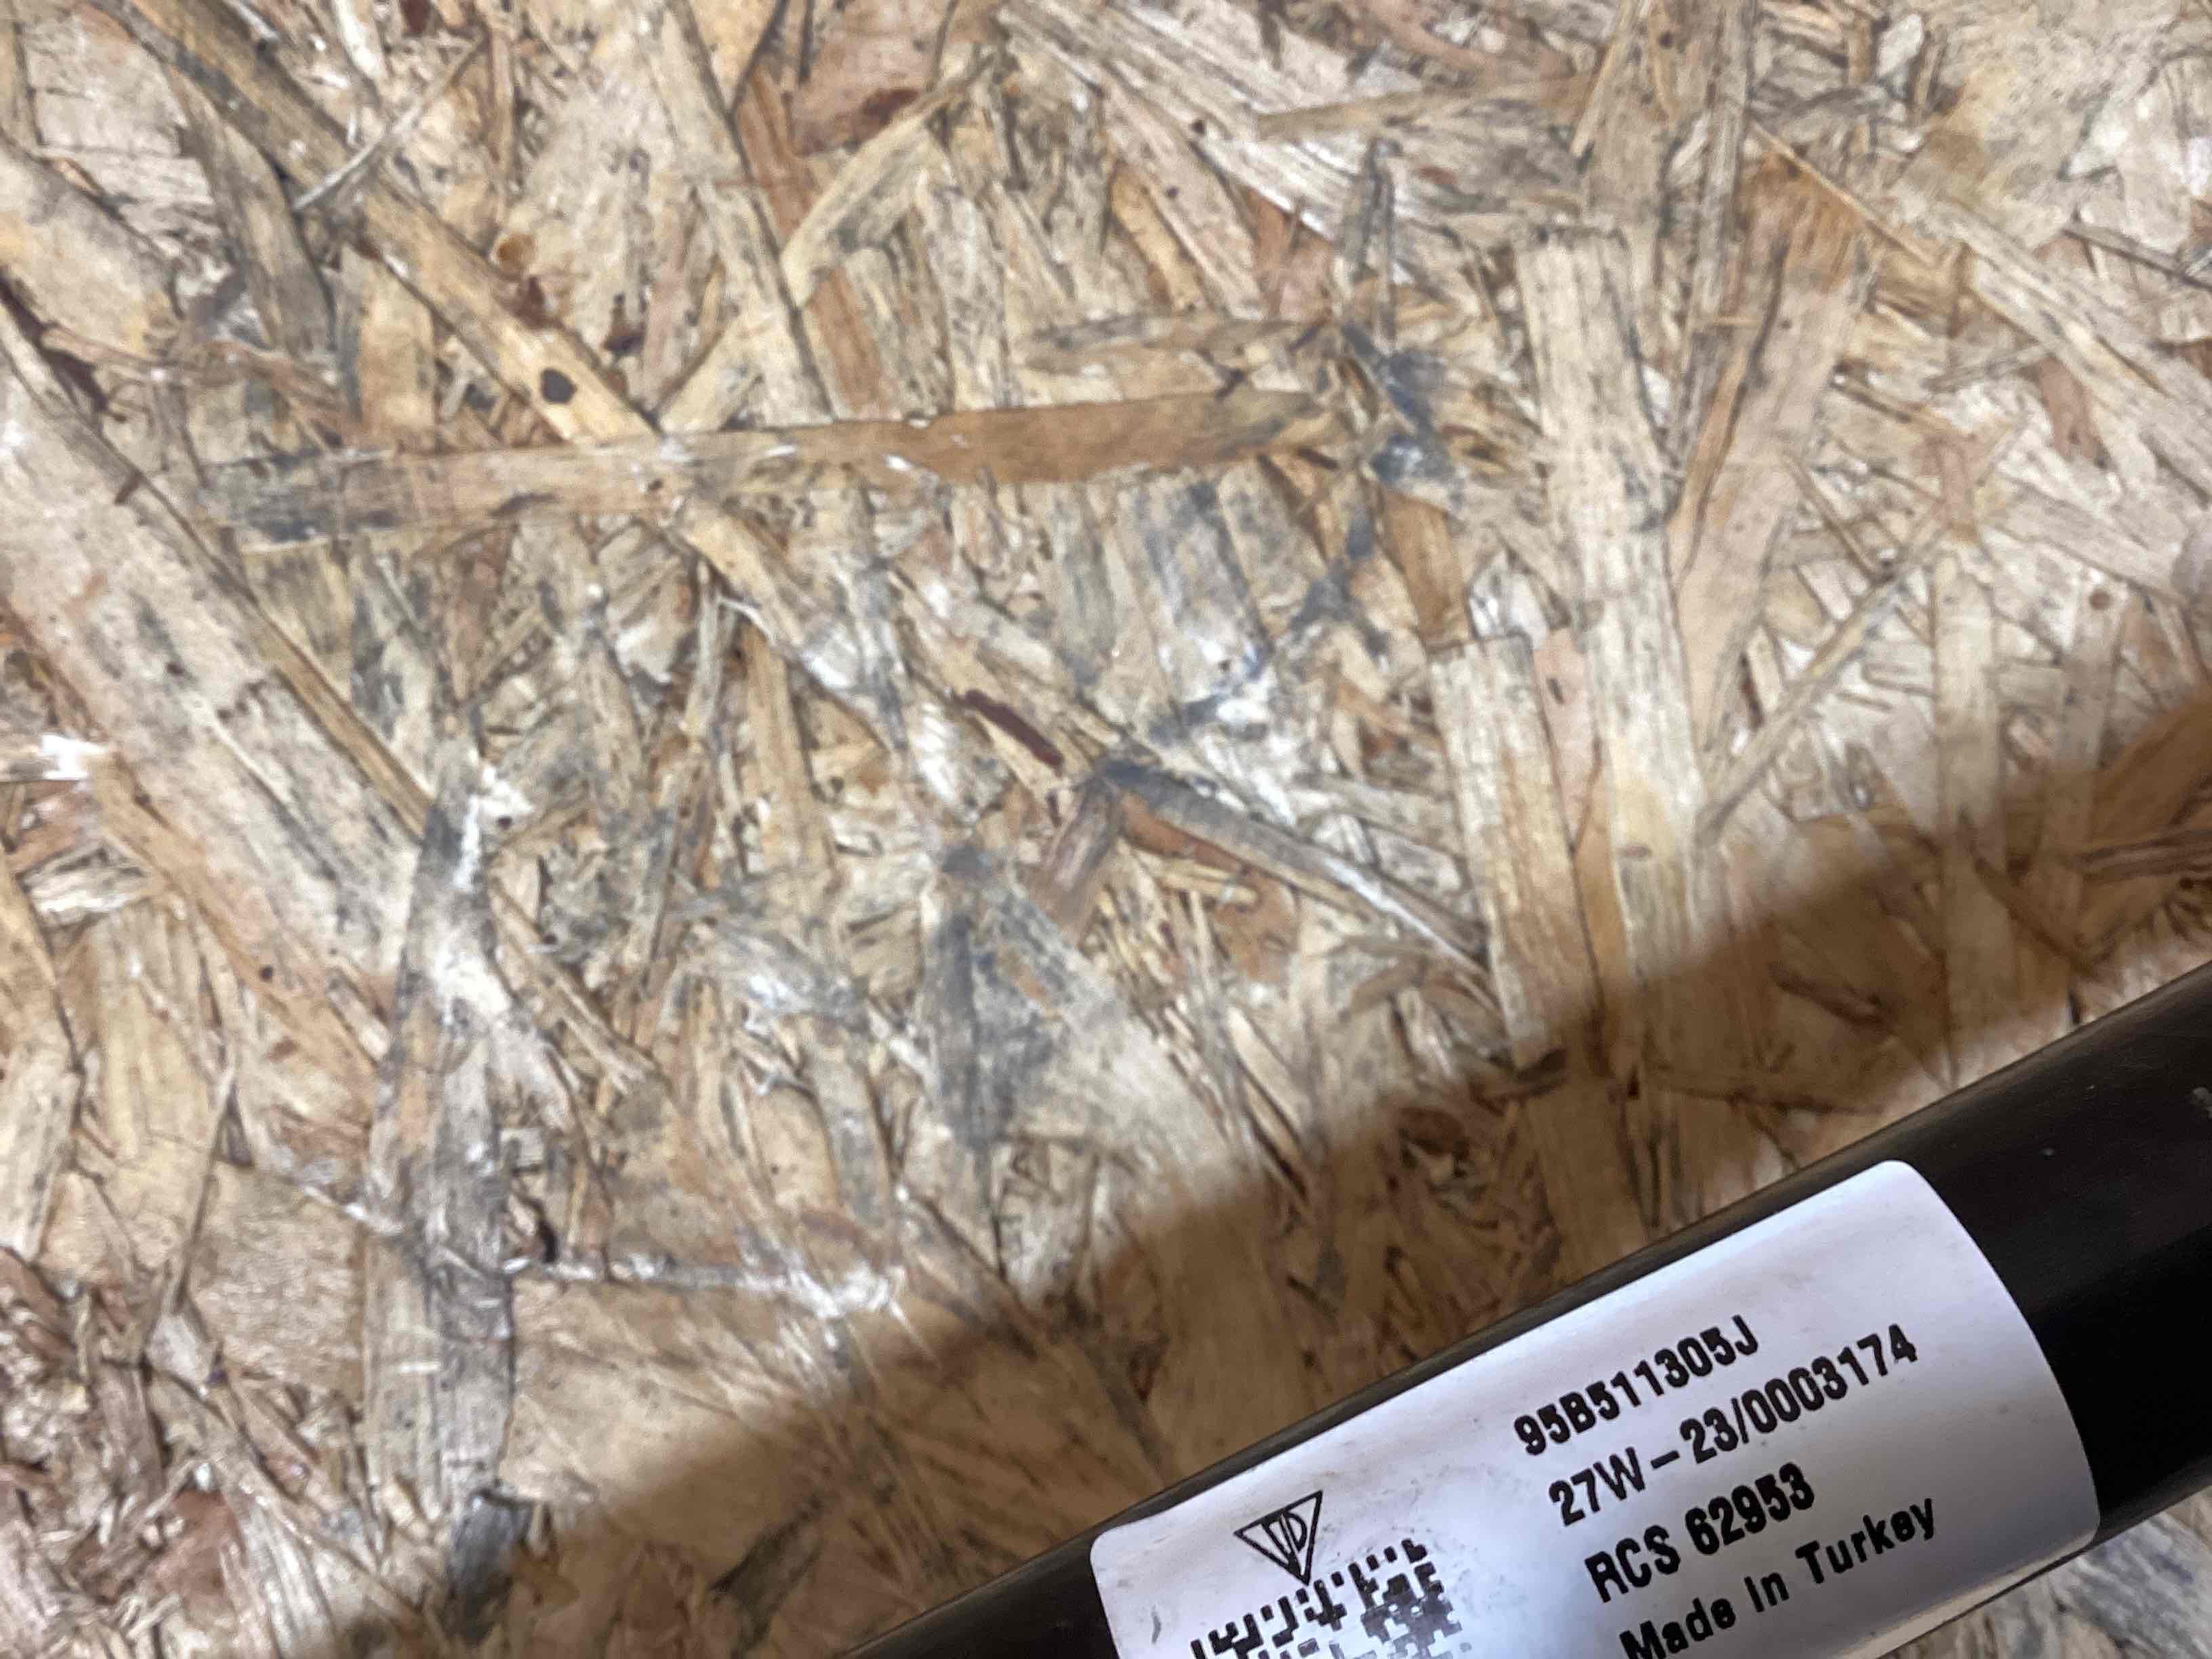 95B511305J
27W-23/0003174
RCS 62953
Made In Turkey